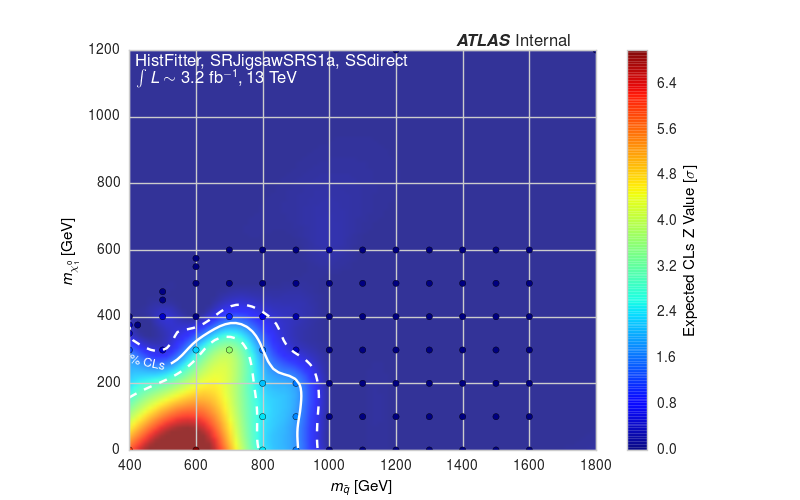 ATLAS Internal
HistFitter, SRJigsawSRS1a, SSdirect
∫ L ∼ 3.2 fb⁻¹, 13 TeV
% CLs
1200
1000
800
600
400
200
0
400 600 800 1000 1200 1400 1600 1800
m_q̃ [GeV]
m_χ̃₁⁰ [GeV]
6.4
5.6
4.8
4.0
3.2
2.4
1.6
0.8
0.0
Expected CLs Z Value [σ]